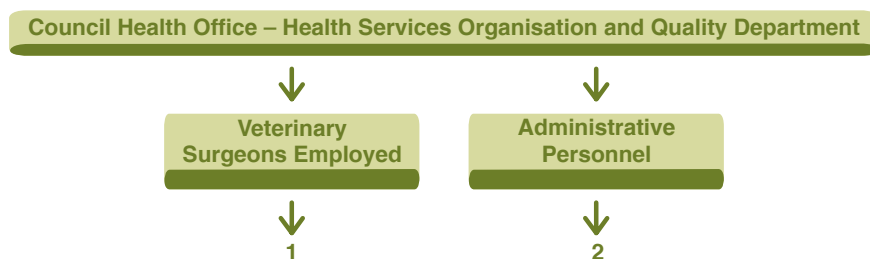 Council Health Office – Health Services Organisation and Quality Department
Veterinary
Surgeons Employed
Administrative
Personnel
1
2